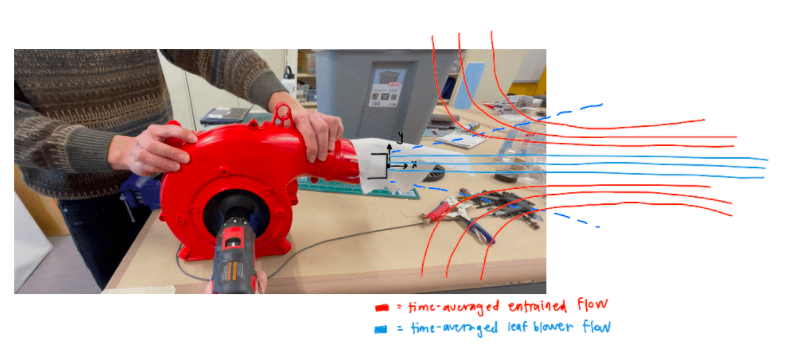 y
x
= time-averaged entrained flow
= time-averaged leaf blower flow